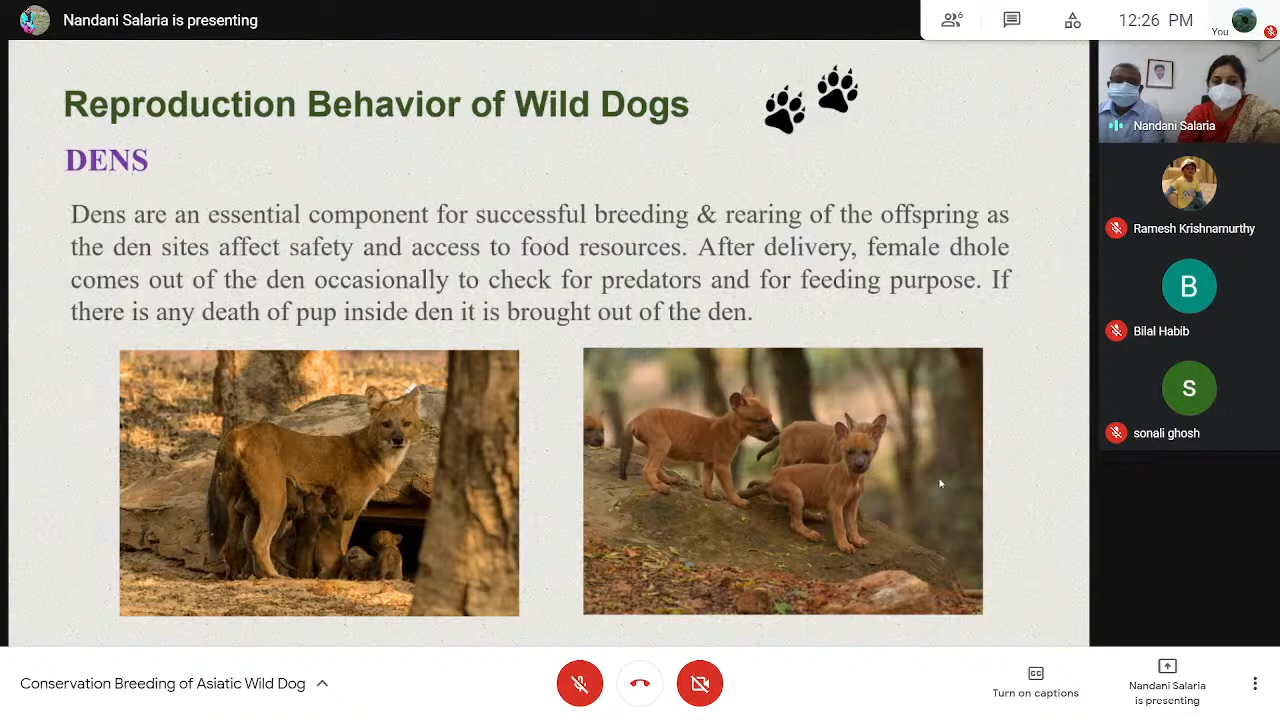 Nandani Salaria is presenting
6
12:26 PM
You
Reproduction Behavior of Wild Dogs
DENS
Dens are an essential component for successful breeding & rearing of the offspring as
the den sites affect safety and access to food resources. After delivery, female dhole
comes out of the den occasionally to check for predators and for feeding purpose. If
there is any death of pup inside den it is brought out of the den.
Nandani Salaria
Ramesh Krishnamurthy
B
Bilal Habib
S
sonali ghosh
Conservation Breeding of Asiatic Wild Dog
CC
Turn on captions
Nandani Salaria
is presenting